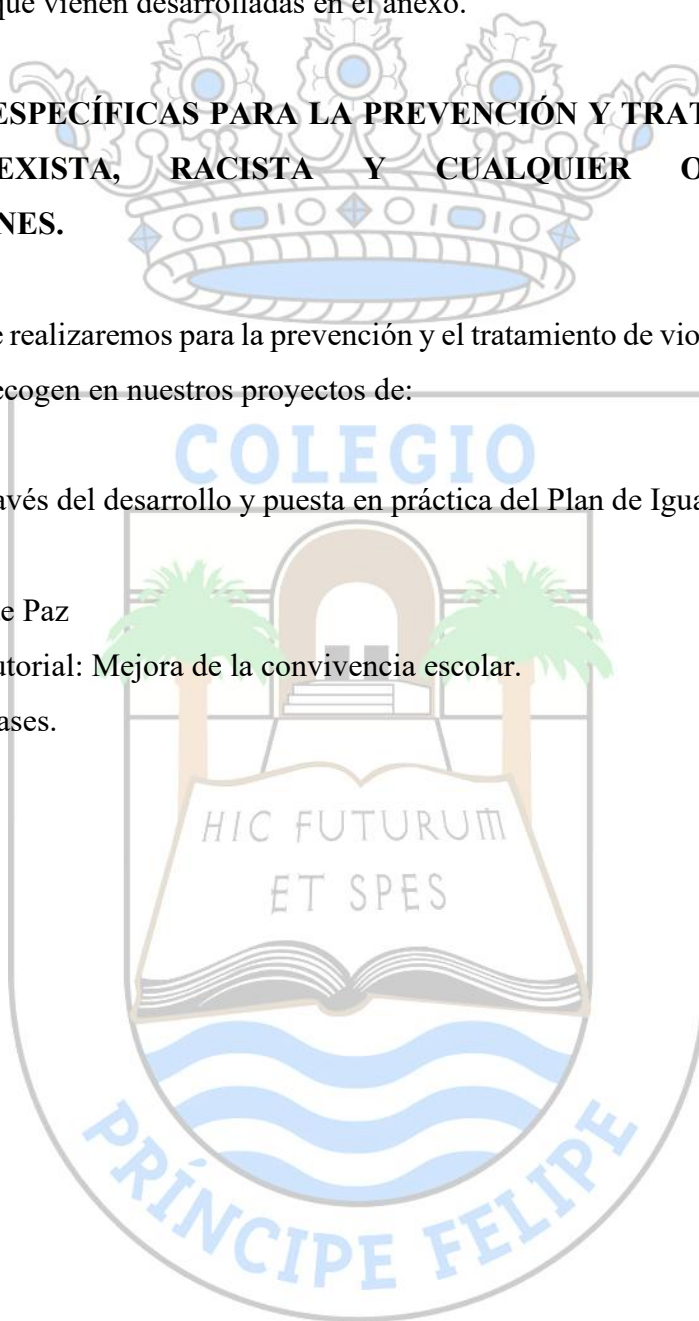 que vienen desarrolladas en el anexo.
ESPECÍFICAS PARA LA PREVENCIÓN Y TRAT
EXISTA, RACISTA Y CUALQUIER O
NES.
e realizaremos para la prevención y el tratamiento de vio
ecogen en nuestros proyectos de:
COLEGIO
avés del desarrollo y puesta en práctica del Plan de Igua
e Paz
utorial: Mejora de la convivencia escolar.
ases.
HIC FUTURUM
ET SPES
PRÍNCIPE FELIPE